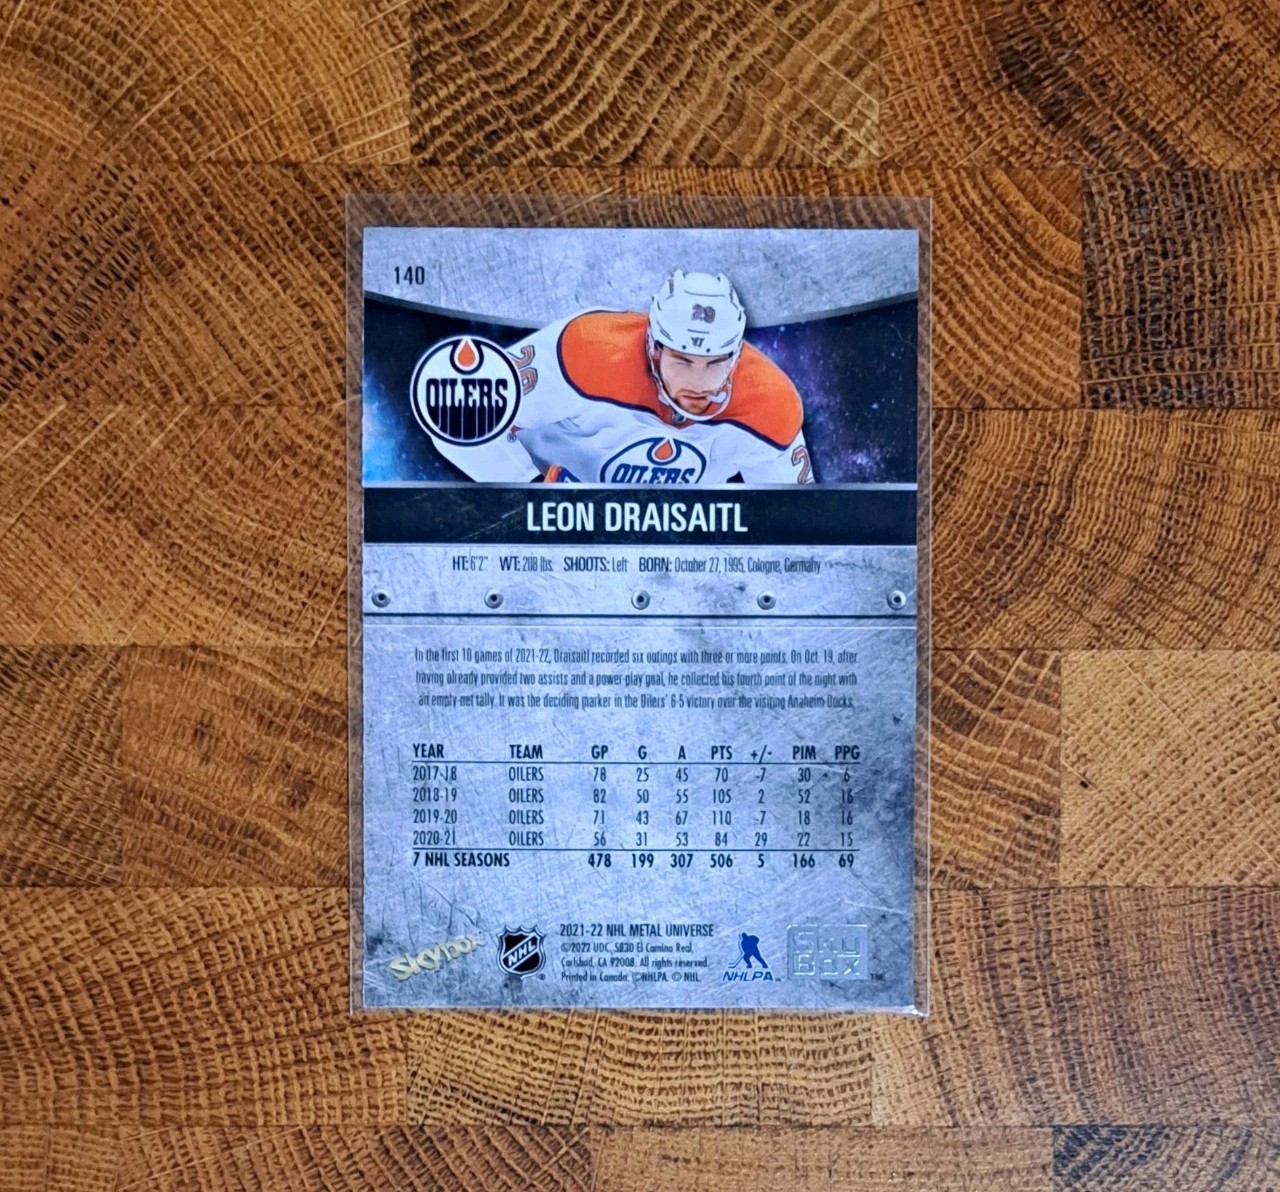 140
29
29
OILERS
®
OILERS
LEON DRAISAITL
HT: 6'2" WT: 208 lbs. SHOOTS: Left BORN: October 27, 1995, Cologne, Germany
In the first 10 games of 2021-22, Draisaitl recorded six outings with three or more points. On Oct. 19, after
having already provided two assists and a power-play goal, he collected his fourth point of the night with
an empty-net tally. It was the deciding marker in the Oilers' 6-5 victory over the visiting Anaheim Ducks.
YEAR TEAM GP G A PTS +/- PIM PPG
2017-18 OILERS 78 25 45 70 -7 30 6
2018-19 OILERS 82 50 55 105 2 52 16
2019-20 OILERS 71 43 67 110 -7 18 16
2020-21 OILERS 56 31 53 84 29 22 15
7 NHL SEASONS 478 199 307 506 5 166 69
skybox
NHL
®
2021-22 NHL METAL UNIVERSE
©2022 UDC, 5830 El Camino Real,
Carlsbad, CA 92008. All rights reserved.
Printed in Canada. ©NHLPA. © NHL.
NHLPA
SKY
BOX
TM